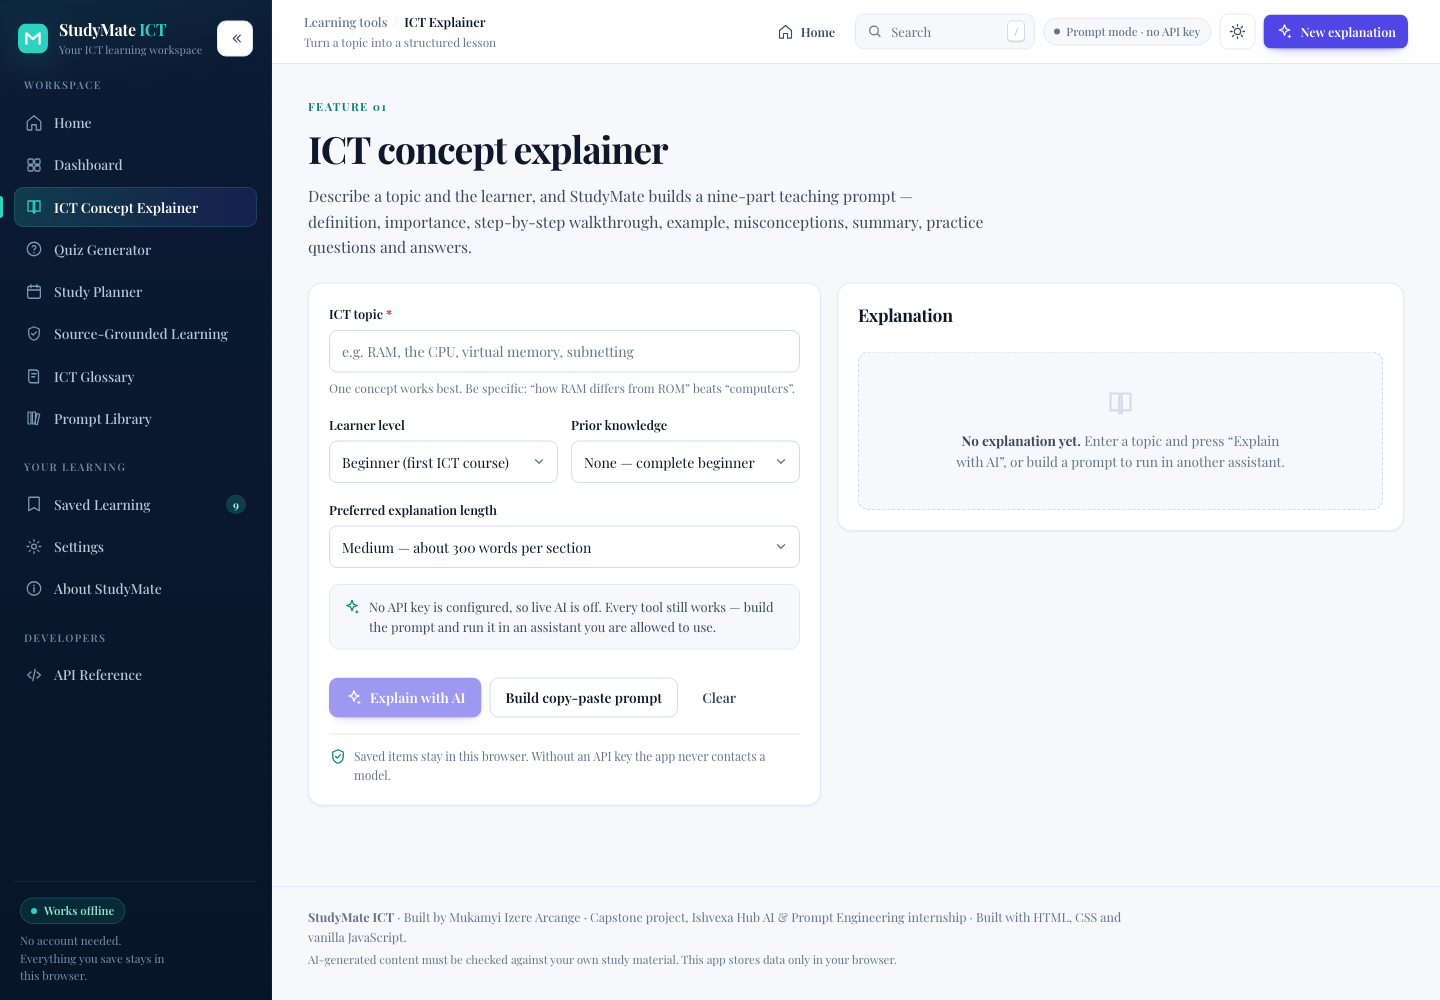 StudyMate ICT
Your ICT learning workspace
WORKSPACE
Home
Dashboard
ICT Concept Explainer
Quiz Generator
Study Planner
Source-Grounded Learning
ICT Glossary
Prompt Library
YOUR LEARNING
Saved Learning
9
Settings
About StudyMate
DEVELOPERS
API Reference
Works offline
No account needed.
Everything you save stays in
this browser.
Learning tools / ICT Explainer
Turn a topic into a structured lesson
Home
Search
/
Prompt mode · no API key
New explanation
FEATURE 01
ICT concept explainer
Describe a topic and the learner, and StudyMate builds a nine-part teaching prompt —
definition, importance, step-by-step walkthrough, example, misconceptions, summary, practice
questions and answers.
ICT topic *
e.g. RAM, the CPU, virtual memory, subnetting
One concept works best. Be specific: “how RAM differs from ROM” beats “computers”.
Learner level
Prior knowledge
Beginner (first ICT course)
None — complete beginner
Preferred explanation length
Medium — about 300 words per section
No API key is configured, so live AI is off. Every tool still works — build
the prompt and run it in an assistant you are allowed to use.
Explain with AI
Build copy-paste prompt
Clear
Saved items stay in this browser. Without an API key the app never contacts a
model.
Explanation
No explanation yet. Enter a topic and press “Explain
with AI”, or build a prompt to run in another assistant.
StudyMate ICT · Built by Mukamyi Izere Arcange · Capstone project, Ishvexa Hub AI & Prompt Engineering internship · Built with HTML, CSS and
vanilla JavaScript.
AI-generated content must be checked against your own study material. This app stores data only in your browser.